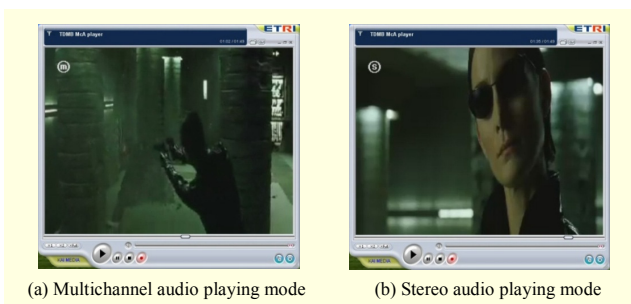 ETRI
TDMB McA player
m
(a) Multichannel audio playing mode
ETRI
TDMB McA player
S
(b) Stereo audio playing mode